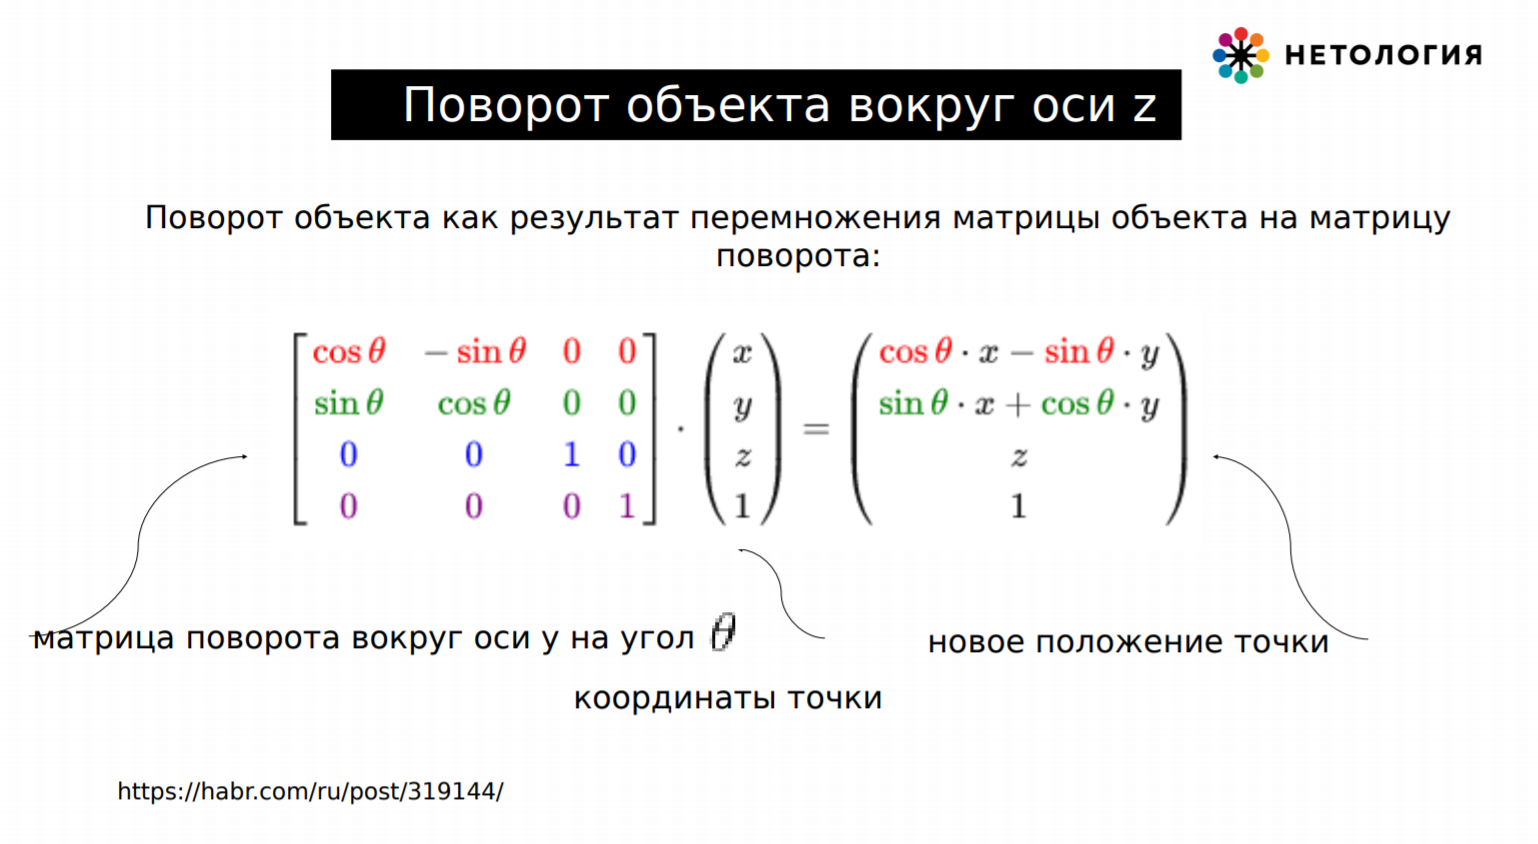 НЕТОЛОГИЯ
Поворот объекта вокруг оси z
Поворот объекта как результат перемножения матрицы объекта на матрицу
поворота:
cos θ − sin θ 0 0
sin θ cos θ 0 0
0 0 1 0
0 0 0 1
·
x
y
z
1
=
cos θ · x − sin θ · y
sin θ · x + cos θ · y
z
1
матрица поворота вокруг оси y на угол θ
новое положение точки
координаты точки
https://habr.com/ru/post/319144/